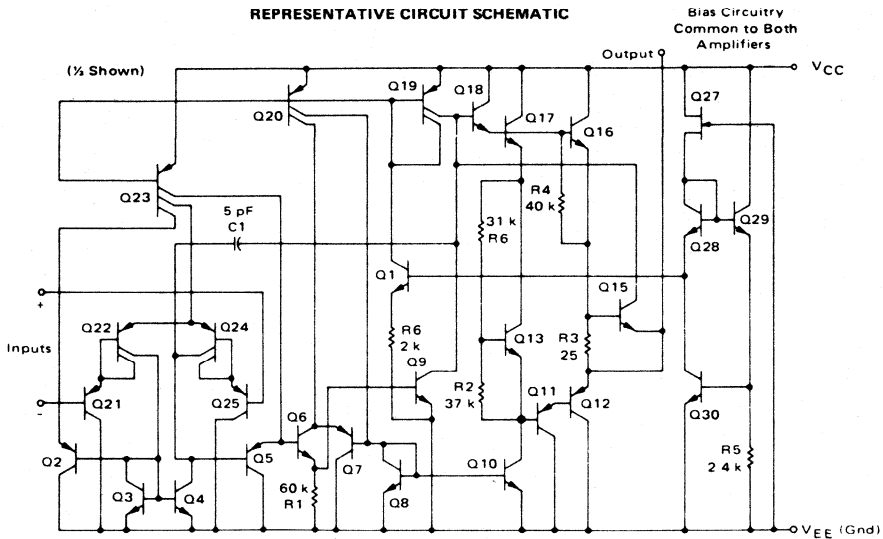 REPRESENTATIVE CIRCUIT SCHEMATIC
Bias Circuitry
Common to Both
Amplifiers
(½ Shown)
Output
VCC
Q20
Q19
Q18
Q17
Q16
Q27
Q23
5 pF
C1
31 k
R6
R4
40 k
Q28
Q29
Q1
Q15
+
Inputs
-
Q22
Q24
R6
2 k
Q13
R3
25
Q9
Q21
Q25
R2
37 k
Q11
Q12
Q30
Q2
Q3
Q4
Q5
Q6
Q7
60 k
R1
Q8
Q10
R5
2 4 k
VEE (Gnd)